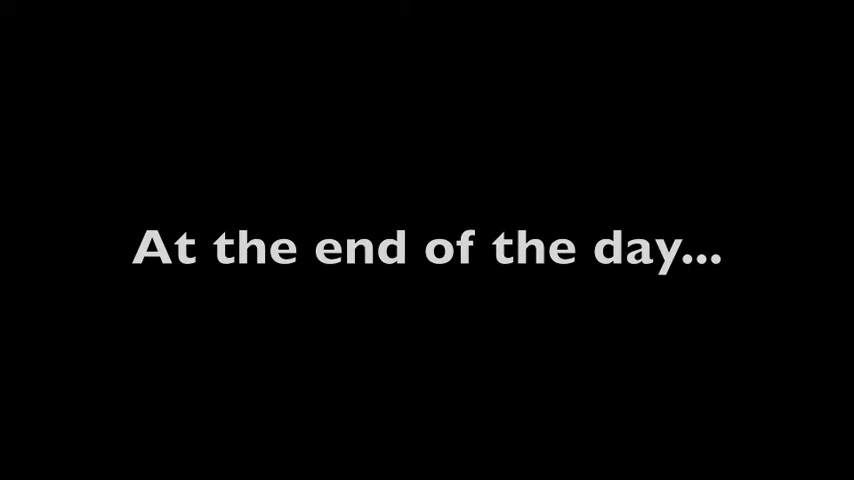 At the end of the day...